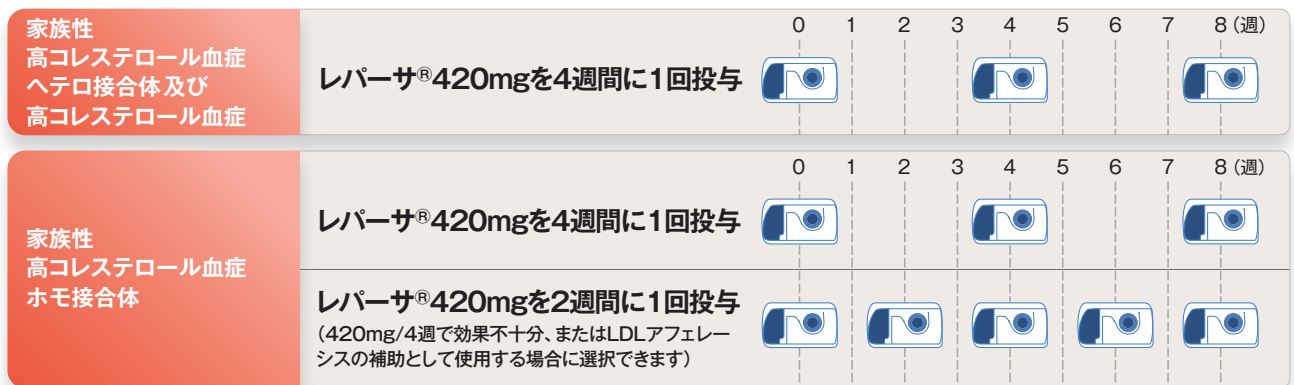 家族性
高コレステロール血症
ヘテロ接合体及び
高コレステロール血症
レパーサ®420mgを4週間に1回投与
0 1 2 3 4 5 6 7 8(週)
家族性
高コレステロール血症
ホモ接合体
0 1 2 3 4 5 6 7 8(週)
レパーサ®420mgを4週間に1回投与
レパーサ®420mgを2週間に1回投与
(420mg/4週で効果不十分、またはLDLアフェレー
シスの補助として使用する場合に選択できます)